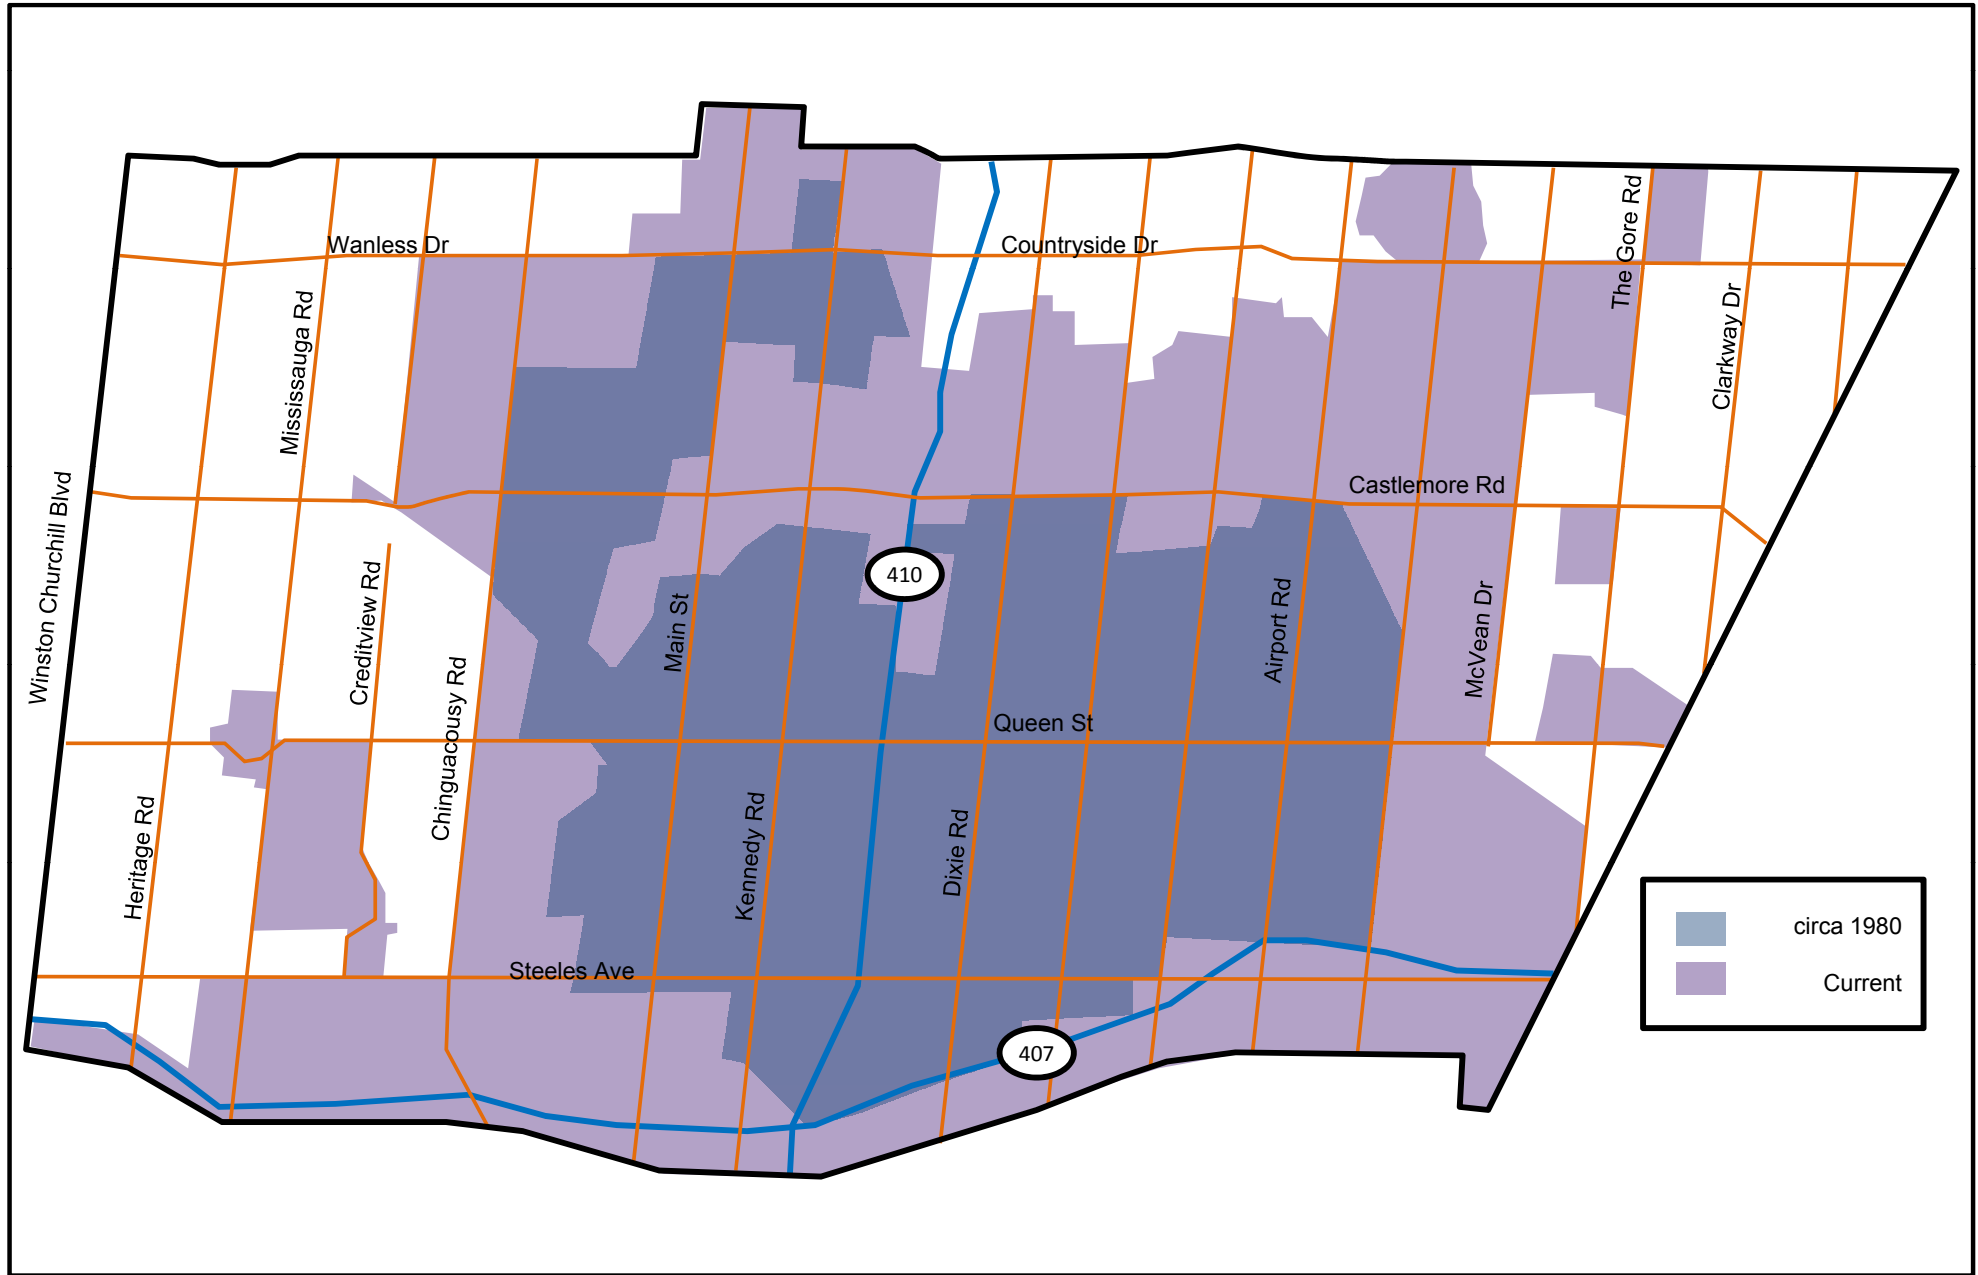 Wanless Dr
Countryside Dr
The Gore Rd
Mississauga Rd
Clarkway Dr
Castlemore Rd
Winston Churchill Blvd
410
Creditview Rd
Main St
Airport Rd
McVean Dr
Chinguacousy Rd
Queen St
Heritage Rd
Kennedy Rd
Dixie Rd
circa 1980
Steeles Ave
Current
407